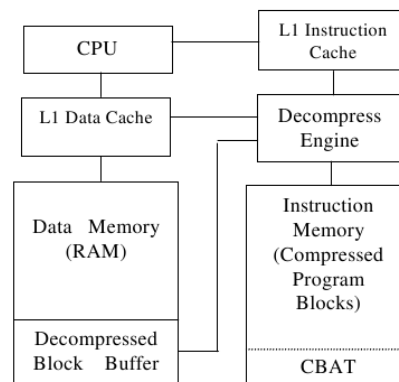 CPU
L1 Instruction
Cache
L1 Data Cache
Decompress
Engine
Data Memory
(RAM)
Instruction
Memory
(Compressed
Program
Blocks)
Decompressed
Block Buffer
CBAT